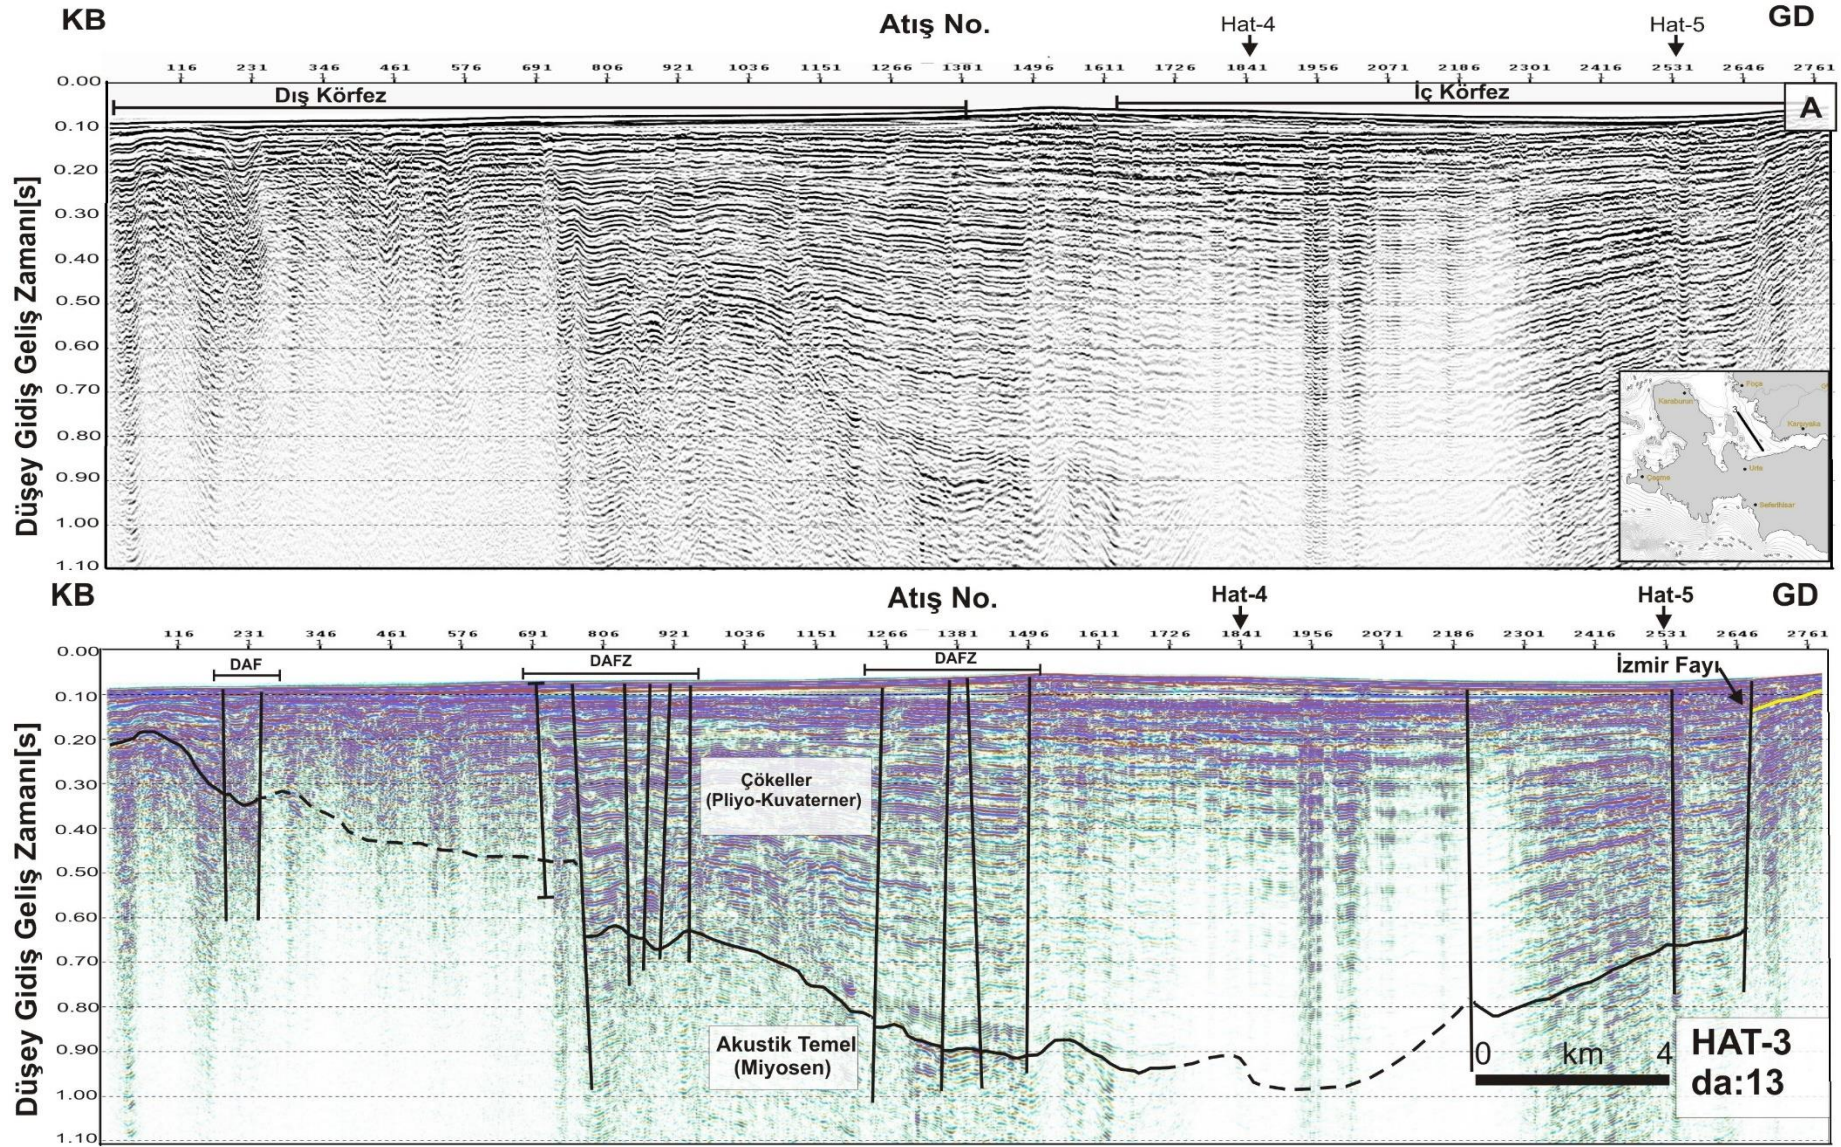 KB Atış No. Hat-4 Hat-5 GD
116 231 346 461 576 691 806 921 1036 1151 1266 1381 1496 1611 1726 1841 1956 2071 2186 2301 2416 2531 2646 2761
Dış Körfez İç Körfez
A
Düşey Gidiş Geliş Zamanı[s]
0.00
0.10
0.20
0.30
0.40
0.50
0.60
0.70
0.80
0.90
1.00
1.10
Foça
Karaburun
3
Karşıyaka
Urla
Çeşme
Seferihisar
KB Atış No. Hat-4 Hat-5 GD
116 231 346 461 576 691 806 921 1036 1151 1266 1381 1496 1611 1726 1841 1956 2071 2186 2301 2416 2531 2646 2761
DAF DAFZ DAFZ İzmir Fayı
Düşey Gidiş Geliş Zamanı[s]
0.00
0.10
0.20
0.30
0.40
0.50
0.60
0.70
0.80
0.90
1.00
1.10
Çökeller
(Pliyo-Kuvaterner)
Akustik Temel
(Miyosen)
0 km 4
HAT-3
da:13